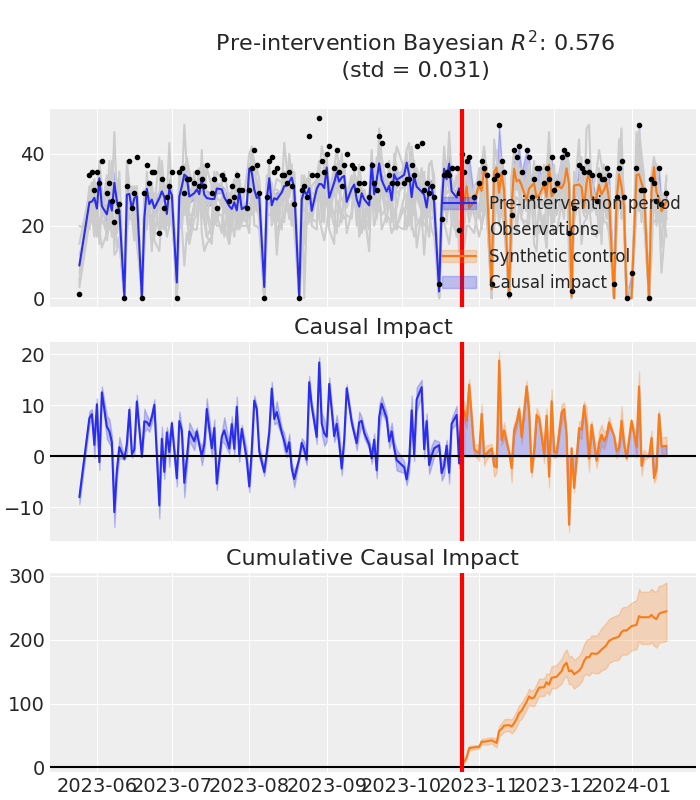 Pre-intervention Bayesian R²: 0.576
(std = 0.031)
40
20
0
Pre-intervention period
Observations
Synthetic control
Causal impact
Causal Impact
20
10
0
−10
Cumulative Causal Impact
300
200
100
0
2023-06 2023-07 2023-08 2023-09 2023-10 2023-11 2023-12 2024-01